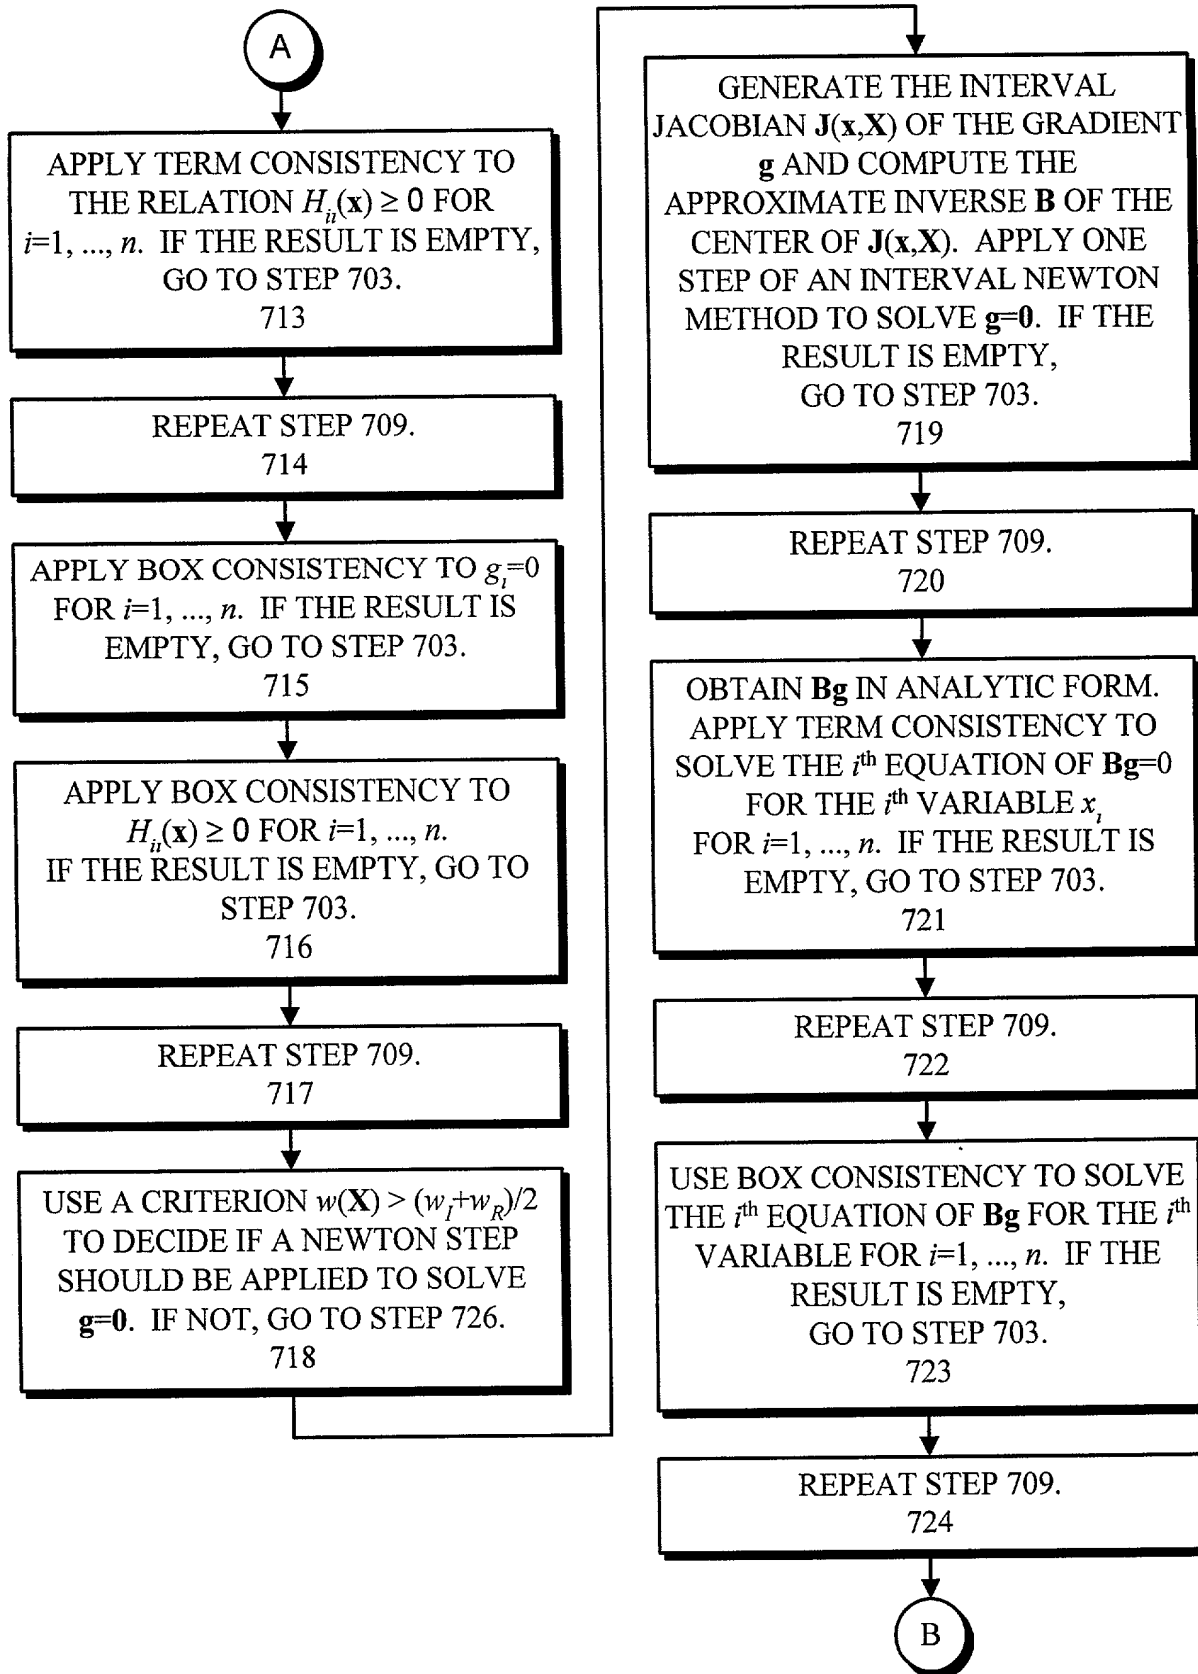 A
APPLY TERM CONSISTENCY TO
THE RELATION H_ii(x) ≥ 0 FOR
i=1, ..., n. IF THE RESULT IS EMPTY,
GO TO STEP 703.
713
REPEAT STEP 709.
714
APPLY BOX CONSISTENCY TO g_i=0
FOR i=1, ..., n. IF THE RESULT IS
EMPTY, GO TO STEP 703.
715
APPLY BOX CONSISTENCY TO
H_ii(x) ≥ 0 FOR i=1, ..., n.
IF THE RESULT IS EMPTY, GO TO
STEP 703.
716
REPEAT STEP 709.
717
USE A CRITERION w(X) > (w_I+w_R)/2
TO DECIDE IF A NEWTON STEP
SHOULD BE APPLIED TO SOLVE
g=0. IF NOT, GO TO STEP 726.
718
GENERATE THE INTERVAL
JACOBIAN J(x,X) OF THE GRADIENT
g AND COMPUTE THE
APPROXIMATE INVERSE B OF THE
CENTER OF J(x,X). APPLY ONE
STEP OF AN INTERVAL NEWTON
METHOD TO SOLVE g=0. IF THE
RESULT IS EMPTY,
GO TO STEP 703.
719
REPEAT STEP 709.
720
OBTAIN Bg IN ANALYTIC FORM.
APPLY TERM CONSISTENCY TO
SOLVE THE i^th EQUATION OF Bg=0
FOR THE i^th VARIABLE x_i
FOR i=1, ..., n. IF THE RESULT IS
EMPTY, GO TO STEP 703.
721
REPEAT STEP 709.
722
USE BOX CONSISTENCY TO SOLVE
THE i^th EQUATION OF Bg FOR THE i^th
VARIABLE FOR i=1, ..., n. IF THE
RESULT IS EMPTY,
GO TO STEP 703.
723
REPEAT STEP 709.
724
B